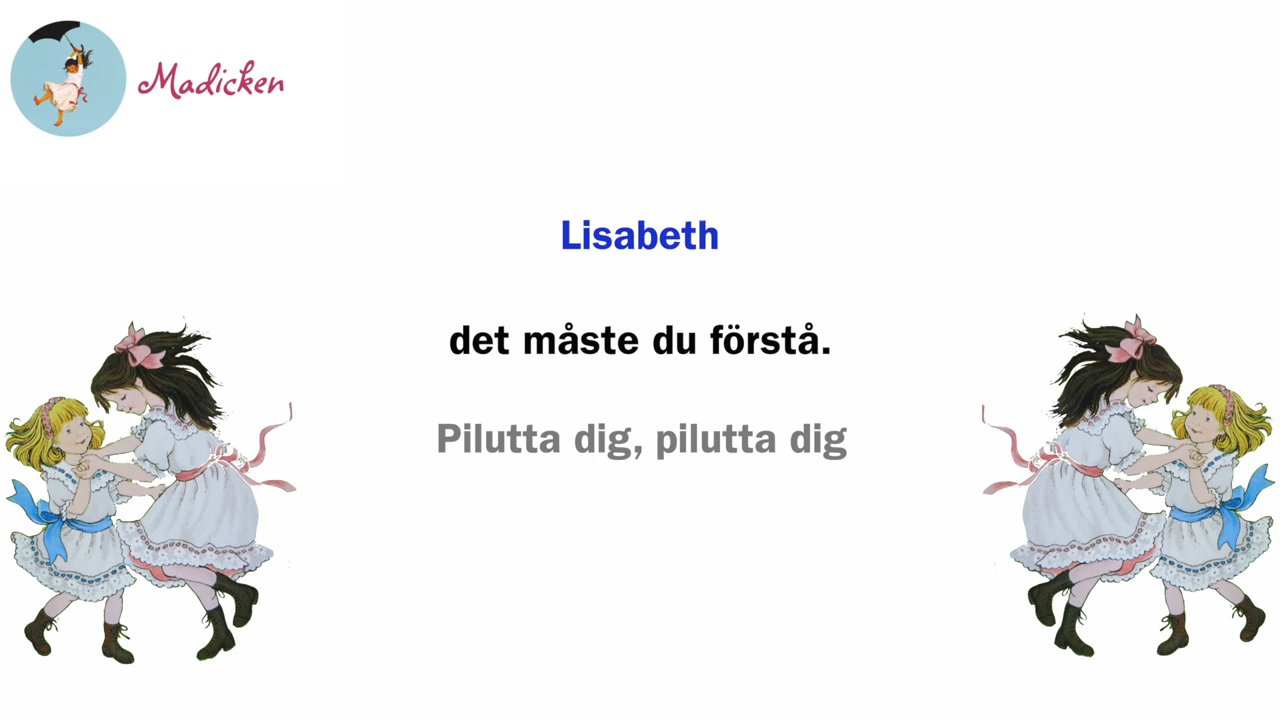 Madicken
Lisabeth
det måste du förstå.
Pilutta dig, pilutta dig